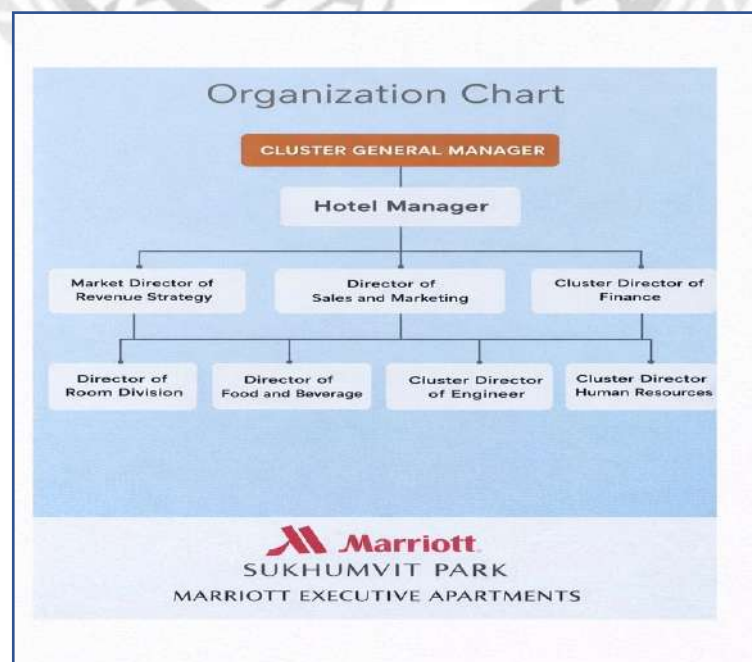 Organization Chart
CLUSTER GENERAL MANAGER
Hotel Manager
Market Director of
Revenue Strategy
Director of
Sales and Marketing
Cluster Director of
Finance
Director of
Room Division
Director of
Food and Beverage
Cluster Director
of Engineer
Cluster Director
Human Resources
Marriott
SUKHUMVIT PARK
MARRIOTT EXECUTIVE APARTMENTS